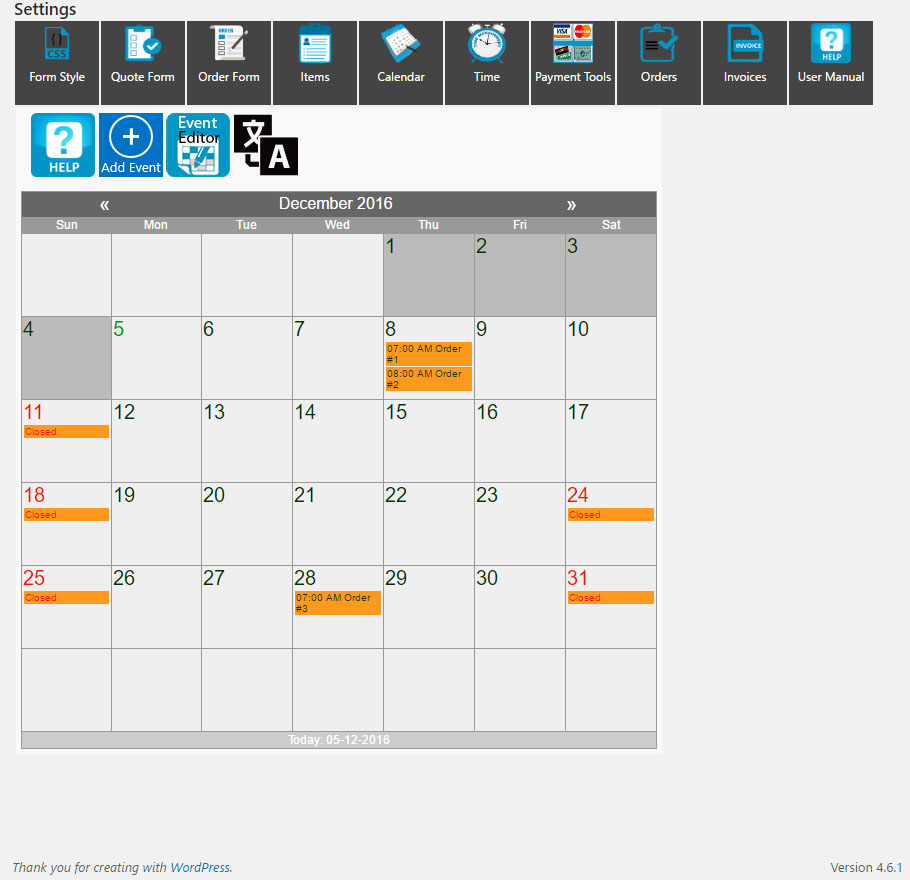 Settings
{} CSS
Form Style
Quote Form
ORDER
Order Form
Items
Calendar
Time
VISA
Payment Tools
Orders
INVOICE
Invoices
?
HELP
User Manual
?
HELP
+
Add Event
Event
Editor
文 A
« December 2016 »
Sun Mon Tue Wed Thu Fri Sat
1 2 3
4 5 6 7 8 9 10
07:00 AM Order
#1
08:00 AM Order
#2
11 12 13 14 15 16 17
Closed
18 19 20 21 22 23 24
Closed Closed
25 26 27 28 29 30 31
Closed 07:00 AM Order Closed
#3
Today: 05-12-2016
Thank you for creating with WordPress. Version 4.6.1